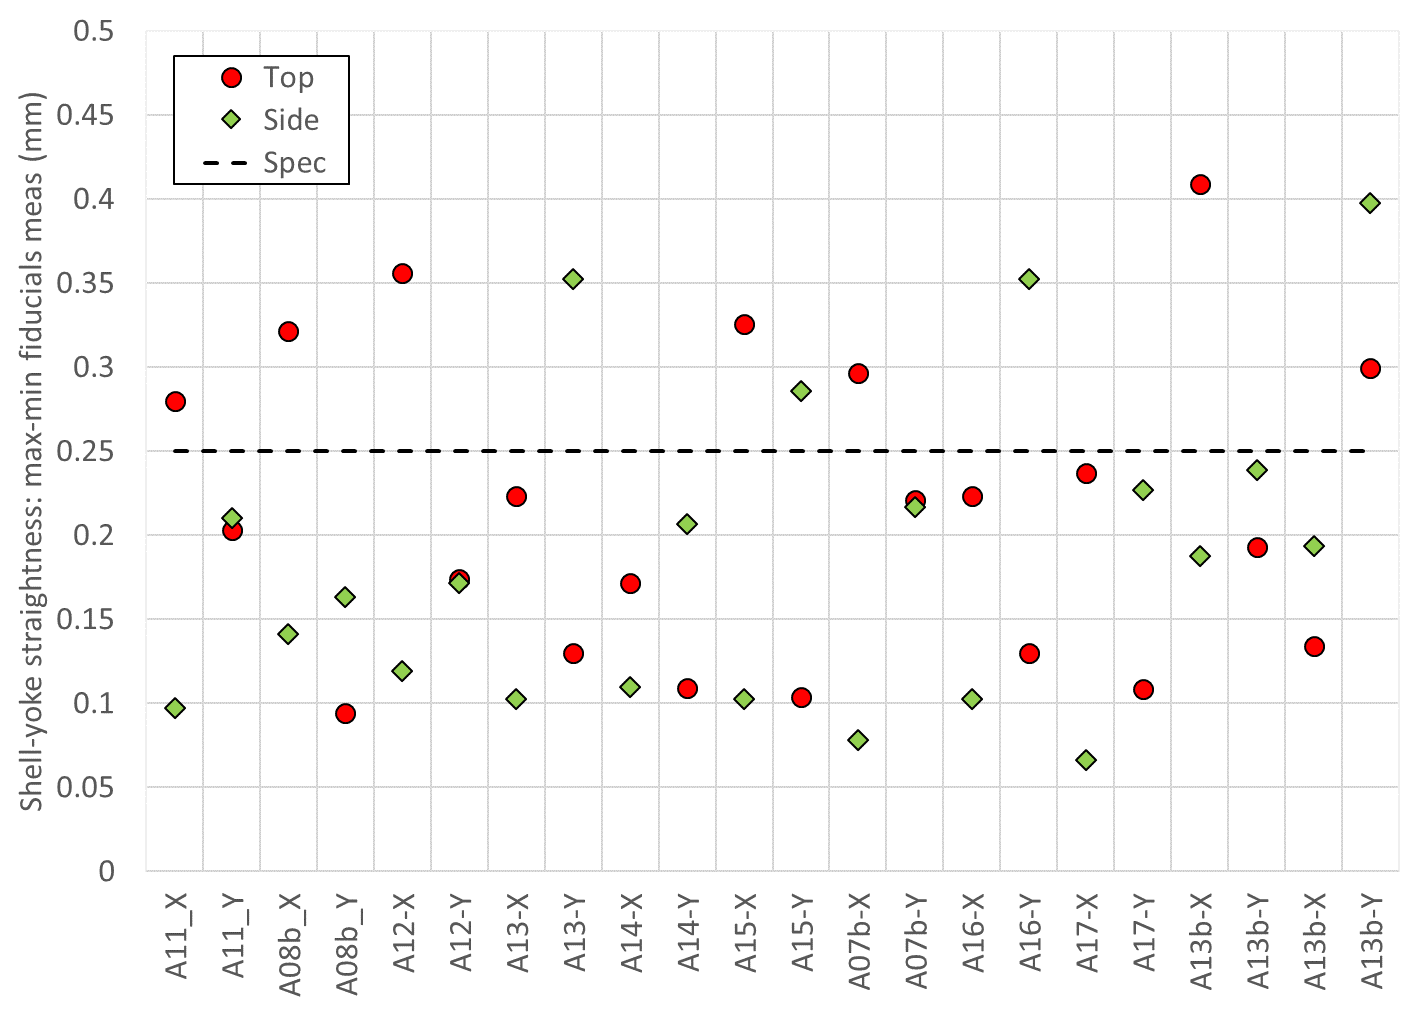 Shell-yoke straightness: max-min fiducials meas (mm)
0.5
0.45
0.4
0.35
0.3
0.25
0.2
0.15
0.1
0.05
0
Top
Side
Spec
A11_X
A11_Y
A08b_X
A08b_Y
A12-X
A12-Y
A13-X
A13-Y
A14-X
A14-Y
A15-X
A15-Y
A07b-X
A07b-Y
A16-X
A16-Y
A17-X
A17-Y
A13b-X
A13b-Y
A13b-X
A13b-Y